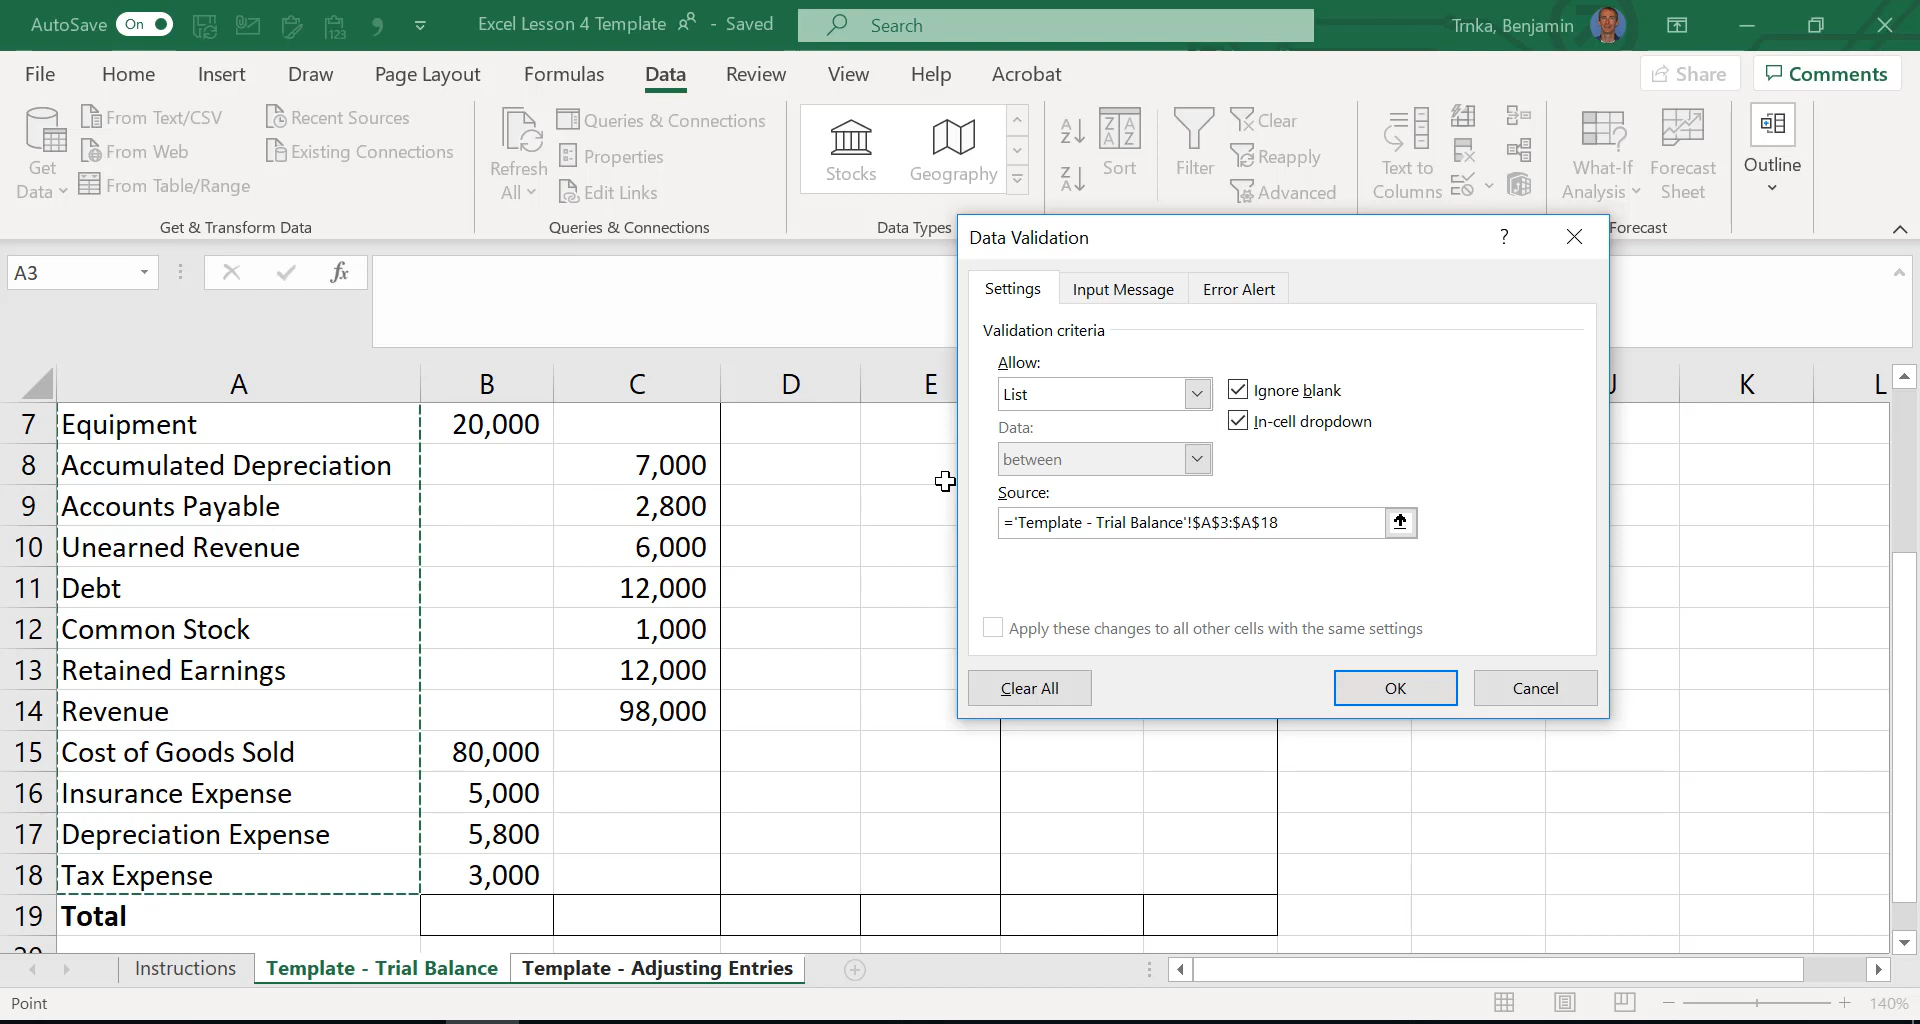 AutoSave On Excel Lesson 4 Template - Saved Search Trnka, Benjamin
File Home Insert Draw Page Layout Formulas Data Review View Help Acrobat Share Comments
Get Data
From Text/CSV
From Web
From Table/Range
Recent Sources
Existing Connections
Get & Transform Data
Refresh All
Queries & Connections
Properties
Edit Links
Queries & Connections
Stocks
Geography
Data Types
Sort
Filter
Clear
Reapply
Advanced
Text to Columns
What-If Analysis
Forecast Sheet
Forecast
Outline
A3
fx
Data Validation ?
Settings Input Message Error Alert
Validation criteria
Allow:
List
Ignore blank
Data:
In-cell dropdown
between
Source:
='Template - Trial Balance'!$A$3:$A$18
Apply these changes to all other cells with the same settings
Clear All OK Cancel
A B C D E J K L
7 Equipment 20,000
8 Accumulated Depreciation 7,000
9 Accounts Payable 2,800
10 Unearned Revenue 6,000
11 Debt 12,000
12 Common Stock 1,000
13 Retained Earnings 12,000
14 Revenue 98,000
15 Cost of Goods Sold 80,000
16 Insurance Expense 5,000
17 Depreciation Expense 5,800
18 Tax Expense 3,000
19 Total
20
Instructions Template - Trial Balance Template - Adjusting Entries
Point 140%